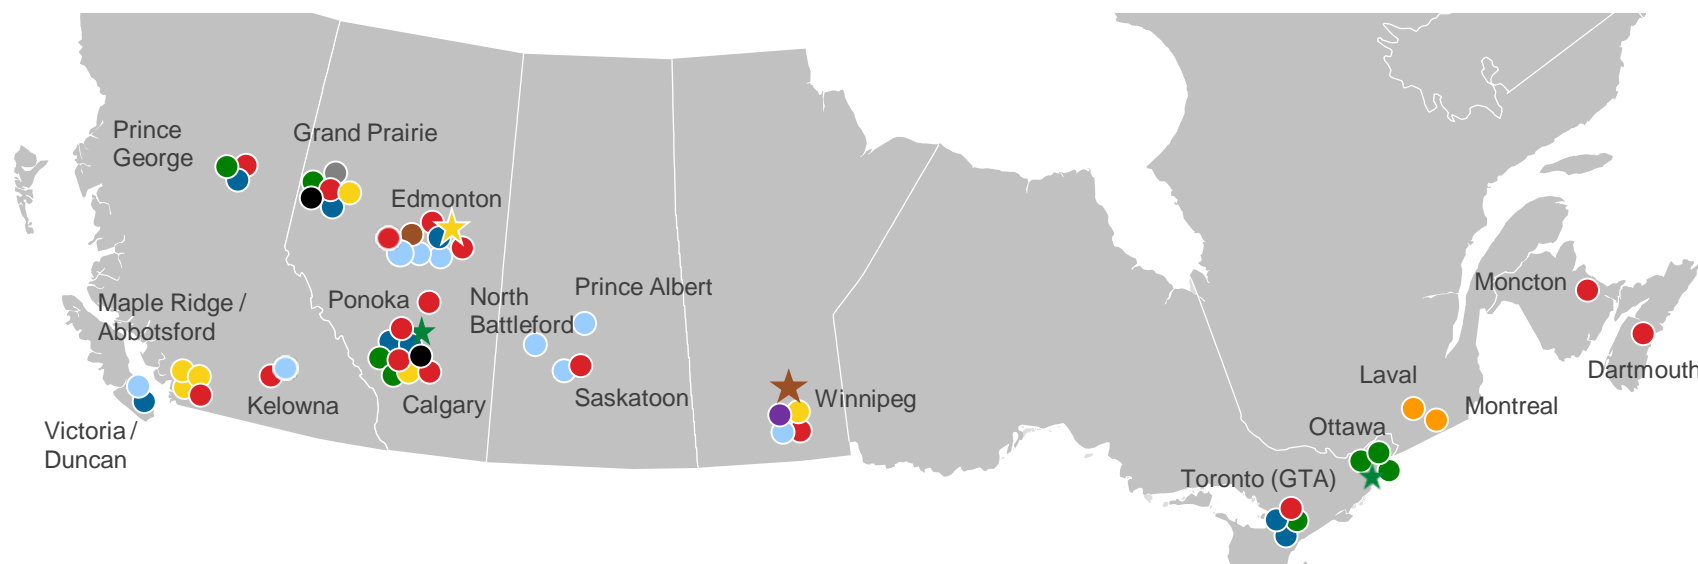 Prince
George
Grand Prairie
Edmonton
Maple Ridge /
Abbotsford
Ponoka
North
Battleford
Prince Albert
Kelowna
Calgary
Saskatoon
Winnipeg
Victoria /
Duncan
Moncton
Dartmouth
Laval
Montreal
Ottawa
Toronto (GTA)